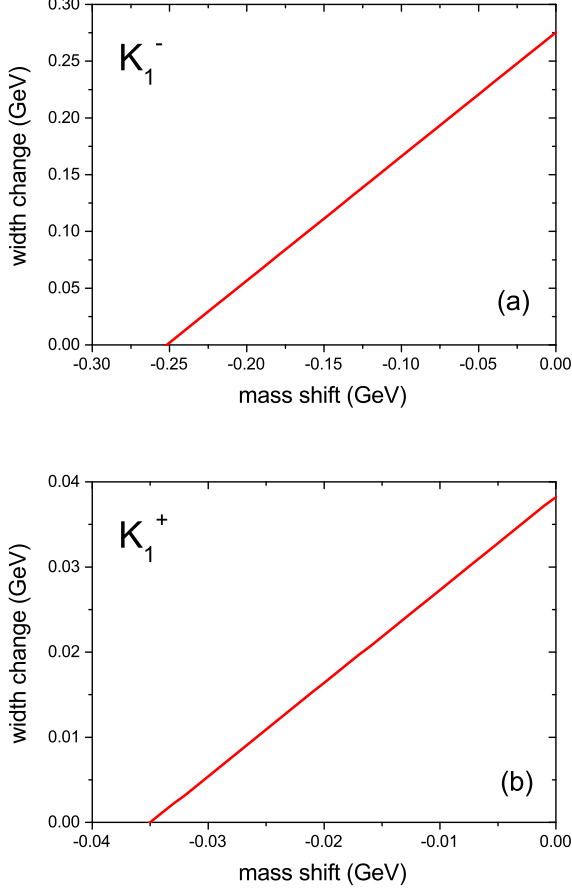 0.30
K₁⁻
0.25
0.20
width change (GeV)
0.15
0.10
0.05
(a)
0.00
-0.30 -0.25 -0.20 -0.15 -0.10 -0.05 0.00
mass shift (GeV)
0.04
K₁⁺
0.03
width change (GeV)
0.02
0.01
(b)
0.00
-0.04 -0.03 -0.02 -0.01 0.00
mass shift (GeV)